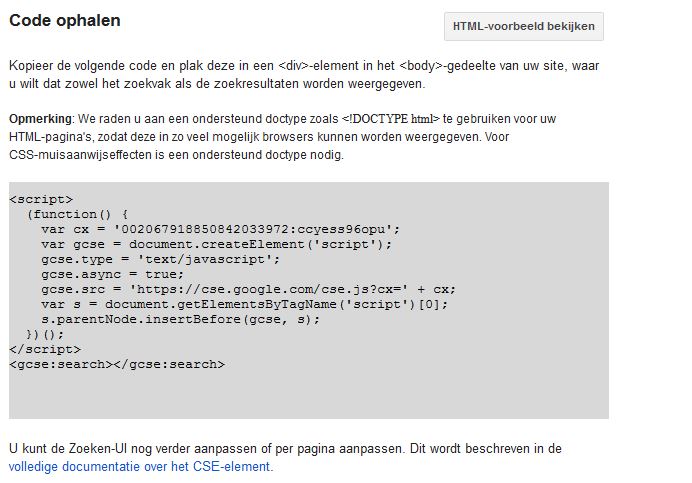 Code ophalen
HTML-voorbeeld bekijken
Kopieer de volgende code en plak deze in een <div>-element in het <body>-gedeelte van uw site, waar
u wilt dat zowel het zoekvak als de zoekresultaten worden weergegeven.
Opmerking: We raden u aan een ondersteund doctype zoals <!DOCTYPE html> te gebruiken voor uw
HTML-pagina's, zodat deze in zo veel mogelijk browsers kunnen worden weergegeven. Voor
CSS-muisaanwijseffecten is een ondersteund doctype nodig.
<script>
  (function() {
    var cx = '002067918850842033972:ccyess96opu';
    var gcse = document.createElement('script');
    gcse.type = 'text/javascript';
    gcse.async = true;
    gcse.src = 'https://cse.google.com/cse.js?cx=' + cx;
    var s = document.getElementsByTagName('script')[0];
    s.parentNode.insertBefore(gcse, s);
  })();
</script>
<gcse:search></gcse:search>
U kunt de Zoeken-UI nog verder aanpassen of per pagina aanpassen. Dit wordt beschreven in de
volledige documentatie over het CSE-element.